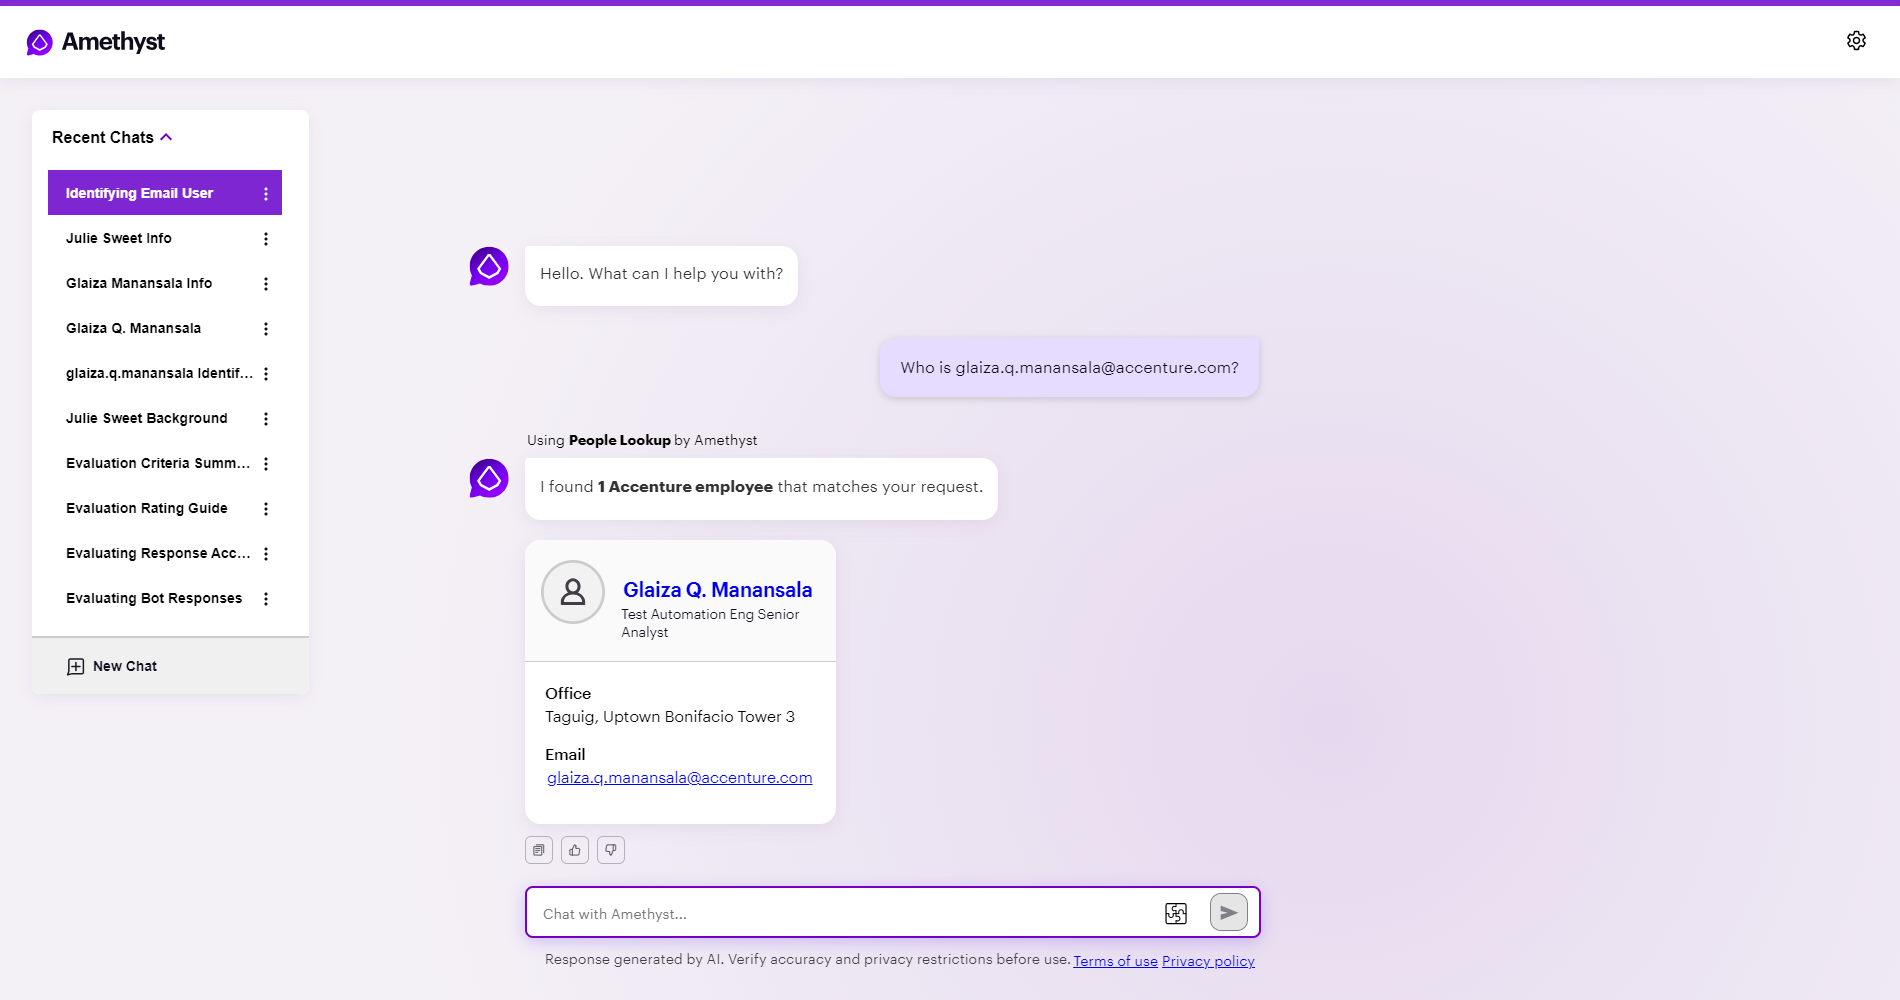 Amethyst
Recent Chats
Identifying Email User
Julie Sweet Info
Glaiza Manansala Info
Glaiza Q. Manansala
glaiza.q.manansala Identif...
Julie Sweet Background
Evaluation Criteria Summ...
Evaluation Rating Guide
Evaluating Response Acc...
Evaluating Bot Responses
New Chat
Hello. What can I help you with?
Who is glaiza.q.manansala@accenture.com?
Using People Lookup by Amethyst
I found 1 Accenture employee that matches your request.
Glaiza Q. Manansala
Test Automation Eng Senior
Analyst
Office
Taguig, Uptown Bonifacio Tower 3
Email
glaiza.q.manansala@accenture.com
Chat with Amethyst...
Response generated by AI. Verify accuracy and privacy restrictions before use. Terms of use Privacy policy